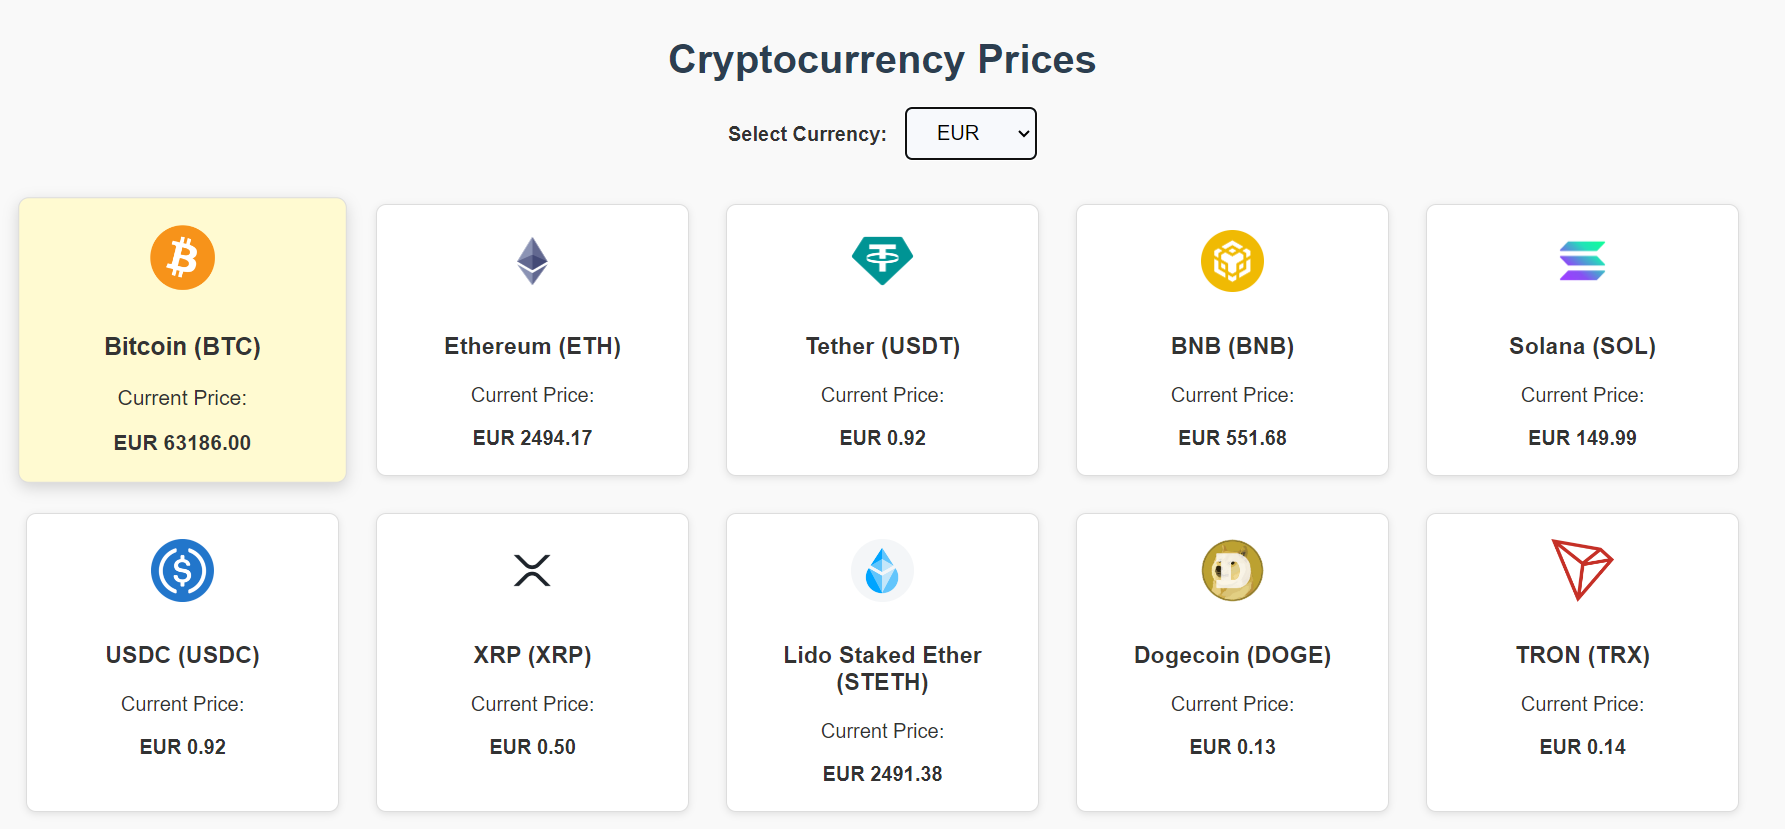 Cryptocurrency Prices
Select Currency: EUR
Bitcoin (BTC)
Current Price:
EUR 63186.00
Ethereum (ETH)
Current Price:
EUR 2494.17
Tether (USDT)
Current Price:
EUR 0.92
BNB (BNB)
Current Price:
EUR 551.68
Solana (SOL)
Current Price:
EUR 149.99
USDC (USDC)
Current Price:
EUR 0.92
XRP (XRP)
Current Price:
EUR 0.50
Lido Staked Ether
(STETH)
Current Price:
EUR 2491.38
Dogecoin (DOGE)
Current Price:
EUR 0.13
TRON (TRX)
Current Price:
EUR 0.14